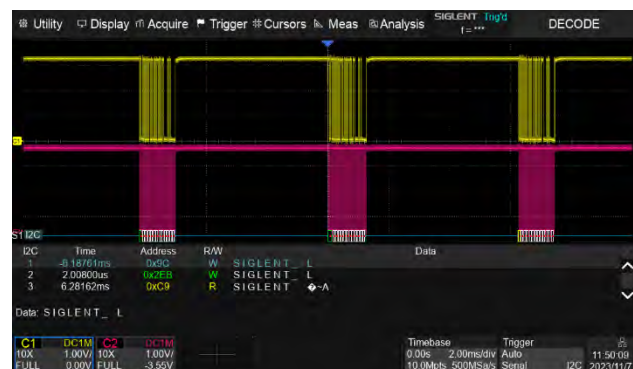 Utility Display Acquire Trigger Cursors Meas Analysis SIGLENT Trig'd f = *** DECODE
C1
S1 I2C
I2C Time Address R/W Data
1 -6.18761ms 0x9C W SIGLENT_ L
2 2.00800us 0x2EB W SIGLENT_ L
3 6.28162ms 0xC9 R SIGLENT �~Λ
Data: SIGLENT_ Ł
C1 DC1M C2 DC1M Timebase Trigger
10X 1.00V/ 10X 1.00V/ 0.00s 2.00ms/div Auto 11:50:09
FULL 0.00V FULL -3.55V 10.0Mpts 500MSa/s Serial I2C 2023/11/7